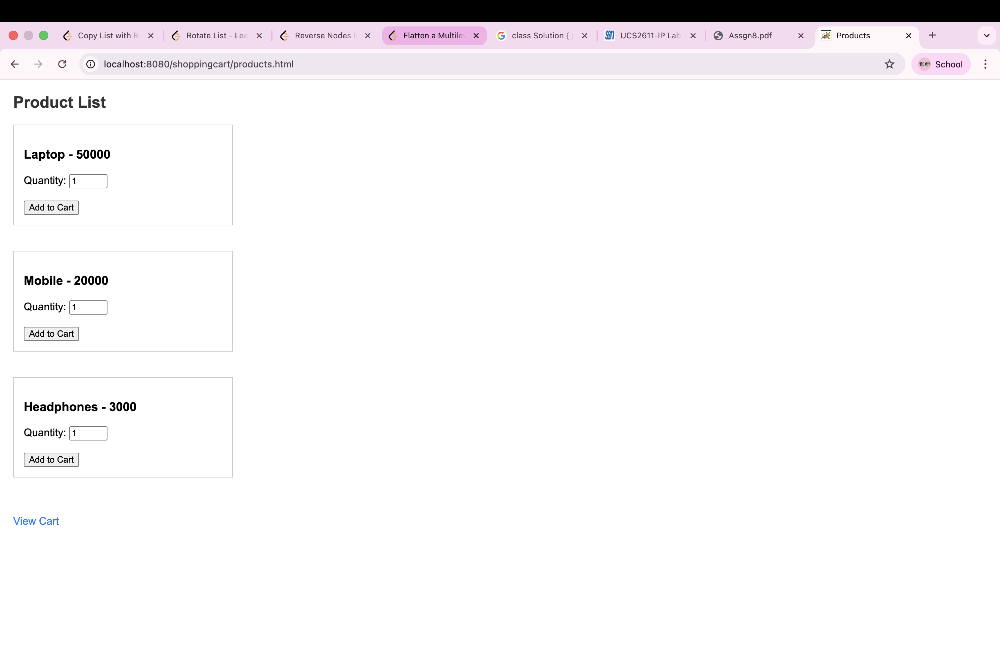 Copy List with R
Rotate List - Lee
Reverse Nodes i
Flatten a Multilev
class Solution { p
UCS2611-IP Lab
Assgn8.pdf
Products
localhost:8080/shoppingcart/products.html
School
Product List
Laptop - 50000
Quantity: 1
Add to Cart
Mobile - 20000
Quantity: 1
Add to Cart
Headphones - 3000
Quantity: 1
Add to Cart
View Cart